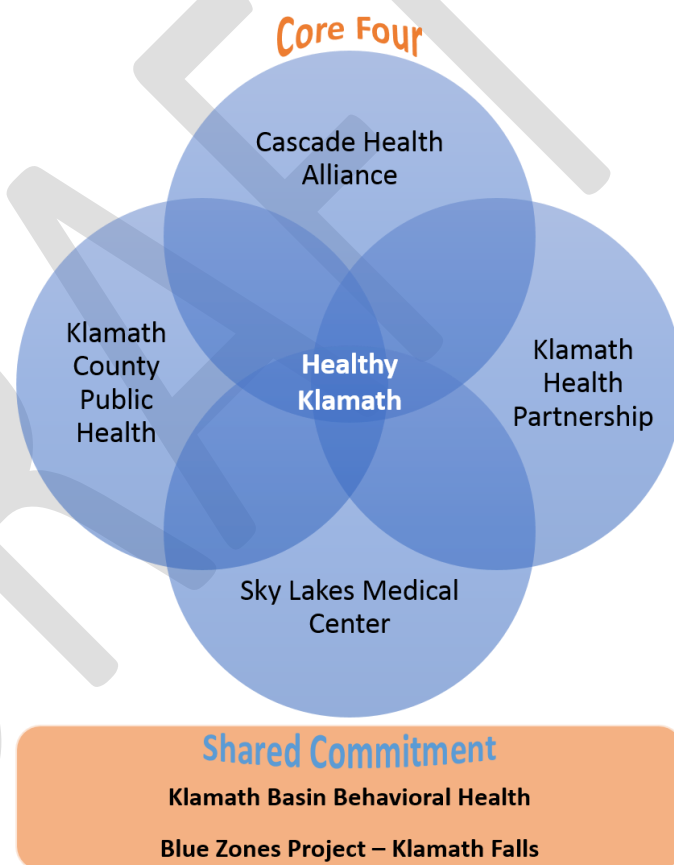 Core Four
Cascade Health
Alliance
Klamath
County
Public
Health
Healthy
Klamath
Klamath
Health
Partnership
Sky Lakes Medical
Center
Shared Commitment
Klamath Basin Behavioral Health
Blue Zones Project – Klamath Falls